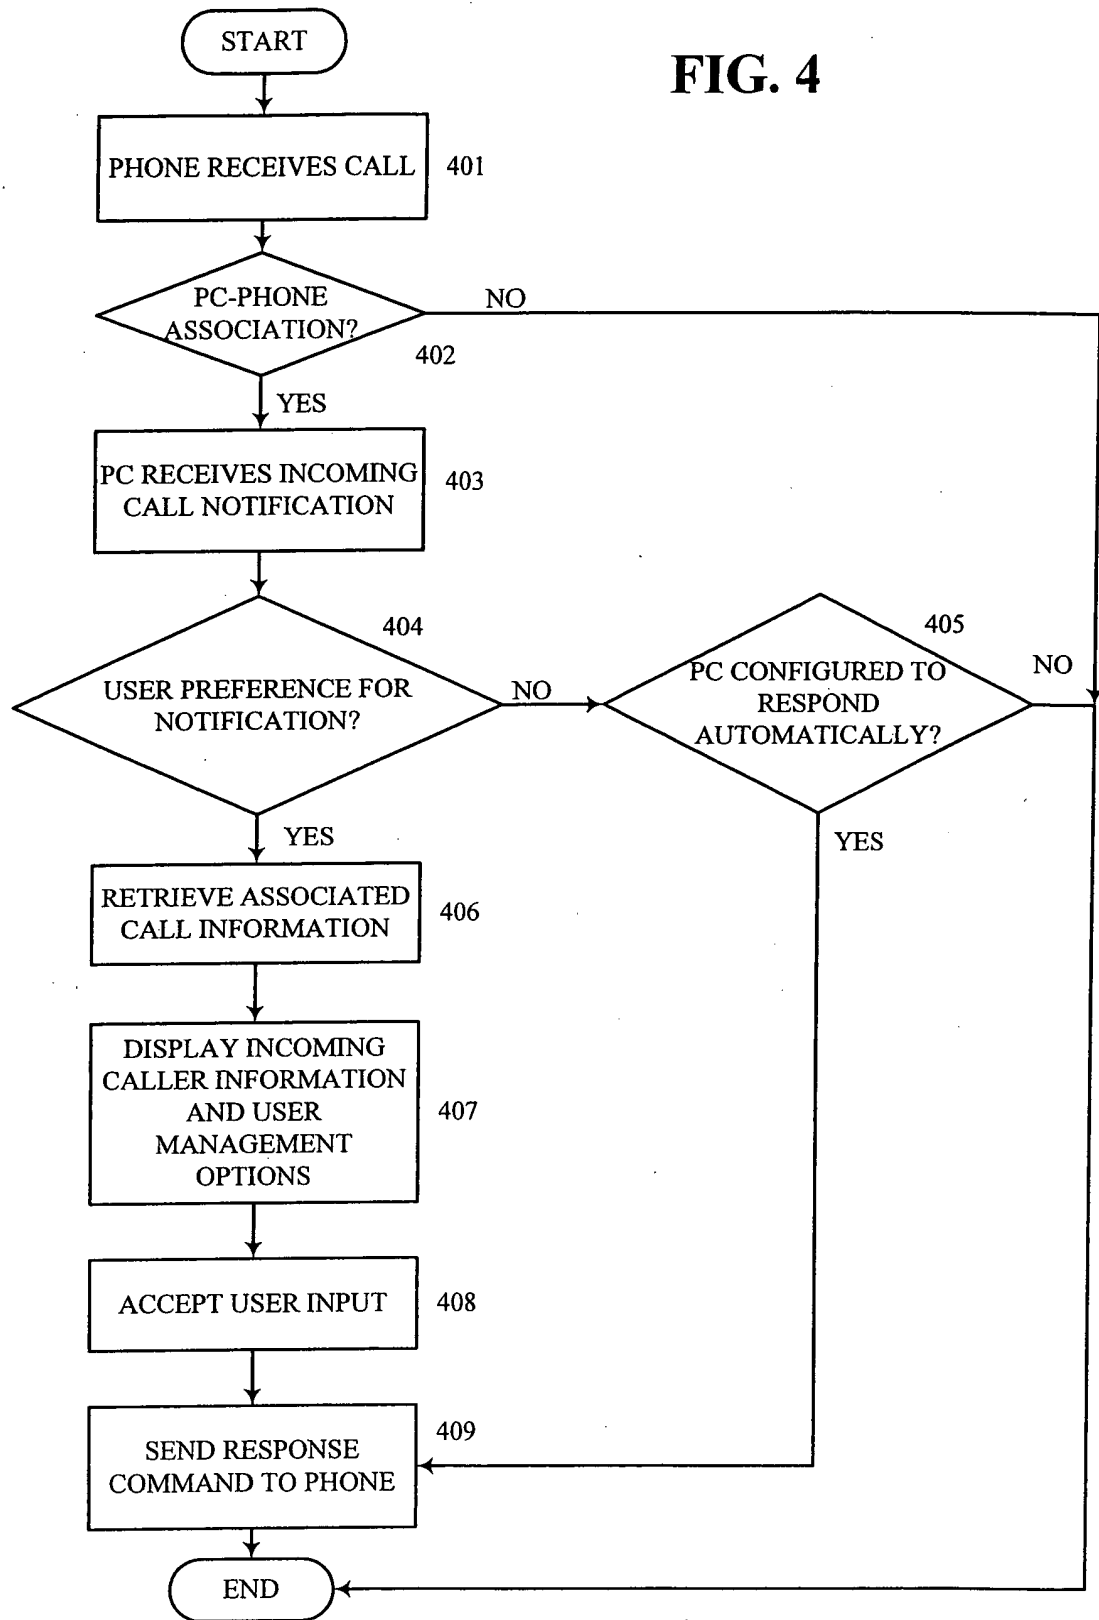 START
FIG. 4
PHONE RECEIVES CALL
401
PC-PHONE
ASSOCIATION?
NO
402
YES
PC RECEIVES INCOMING
CALL NOTIFICATION
403
404
USER PREFERENCE FOR
NOTIFICATION?
NO
405
PC CONFIGURED TO
RESPOND
AUTOMATICALLY?
NO
YES
YES
RETRIEVE ASSOCIATED
CALL INFORMATION
406
DISPLAY INCOMING
CALLER INFORMATION
AND USER
MANAGEMENT
OPTIONS
407
ACCEPT USER INPUT
408
SEND RESPONSE
COMMAND TO PHONE
409
END